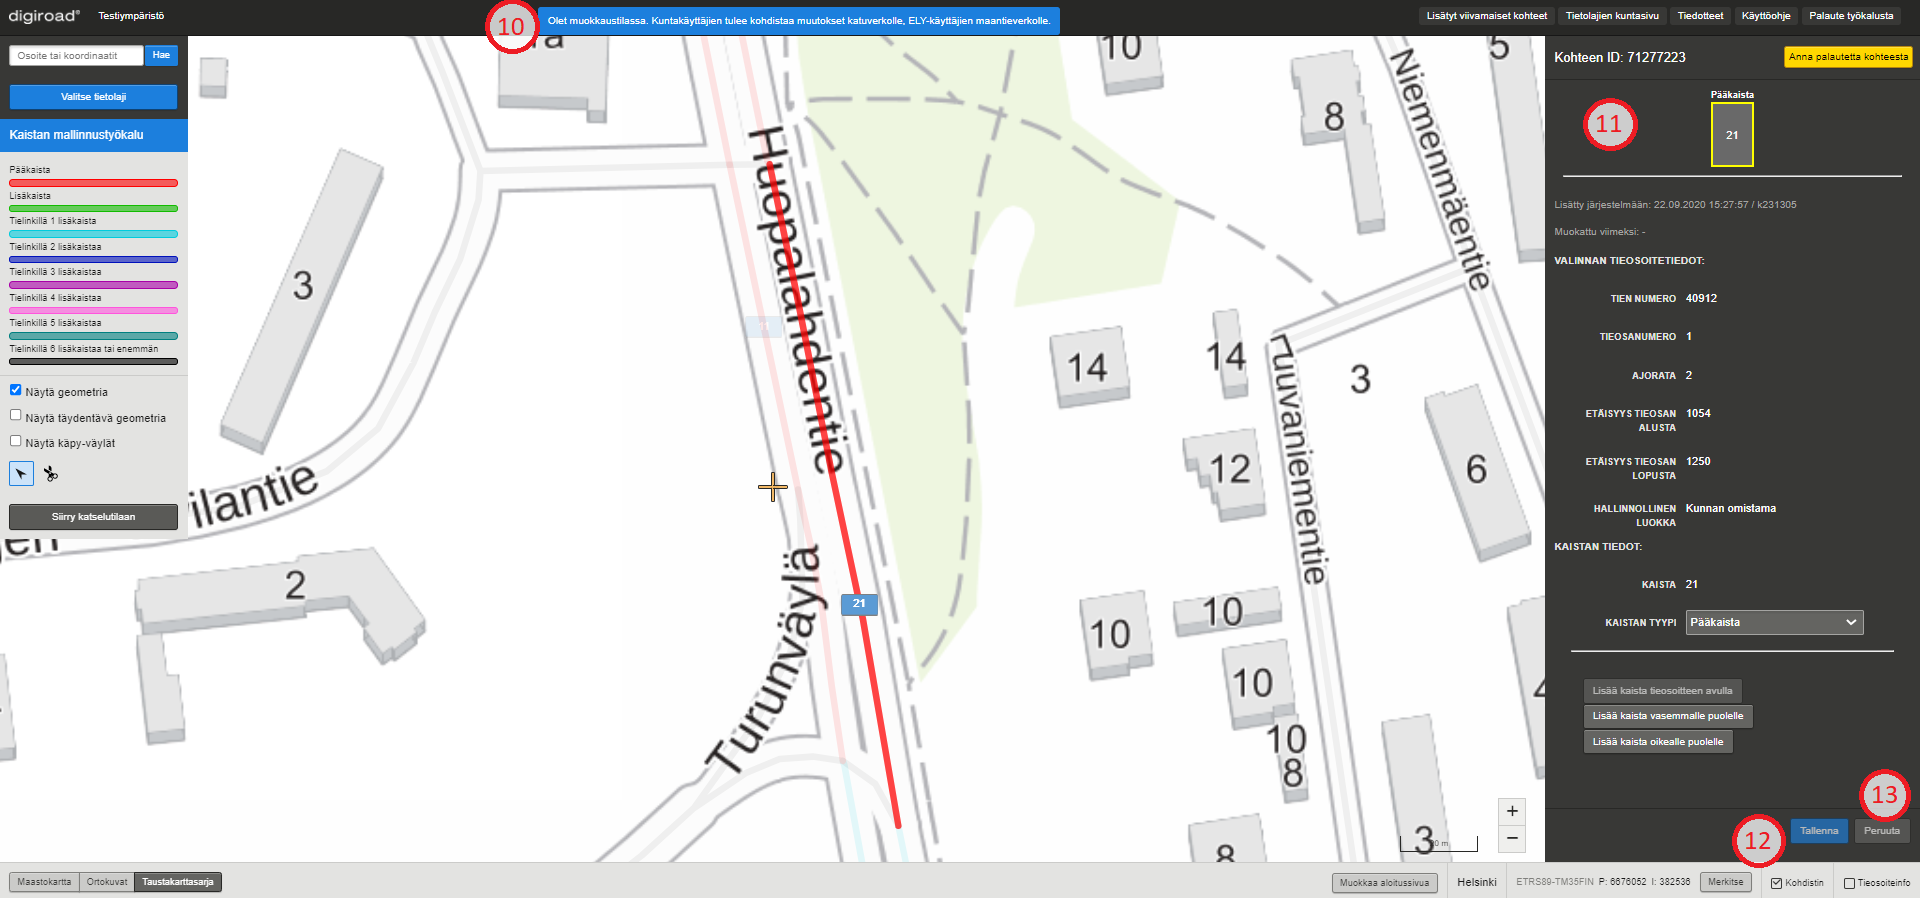 digiroad
Testiympäristö
10
Olet muokkaustilassa. Kuntakäyttäjien tulee kohdistaa muutokset katuverkolle, ELY-käyttäjien maantieverkolle.
Lisätyt viivamaiset kohteet
Tietolajien kuntasivu
Tiedotteet
Käyttöohje
Palaute työkalusta
Osoite tai koordinaatit
Hae
Valitse tietolaji
Kaistan mallinnustyökalu
Pääkaista
Lisäkaista
Tielinkillä 1 lisäkaista
Tielinkillä 2 lisäkaistaa
Tielinkillä 3 lisäkaistaa
Tielinkillä 4 lisäkaistaa
Tielinkillä 5 lisäkaistaa
Tielinkillä 6 lisäkaistaa tai enemmän
Näytä geometria
Näytä täydentävä geometria
Näytä käpy-väylät
Siirry katselutilaan
ra
10
5
8
Niemenmäentie
Huopalahdentie
3
14
14
3
Tuuvaniementie
12
6
ilantie
en
2
Turunväylä
21
10
10
10
10
8
8
3
+
−
Kohteen ID: 71277223
Anna palautetta kohteesta
11
Pääkaista
21
Lisätty järjestelmään: 22.09.2020 15:27:57 / k231305
Muokattu viimeksi: -
VALINNAN TIEOSOITETIEDOT:
TIEN NUMERO 40912
TIEOSANUMERO 1
AJORATA 2
ETÄISYYS TIEOSAN ALUSTA 1054
ETÄISYYS TIEOSAN LOPUSTA 1250
HALLINNOLLINEN LUOKKA Kunnan omistama
KAISTAN TIEDOT:
KAISTA 21
KAISTAN TYYPI Pääkaista
Lisää kaista tieosoitteen avulla
Lisää kaista vasemmalle puolelle
Lisää kaista oikealle puolelle
13
12
Tallenna
Peruuta
Maastokartta
Ortokuvat
Taustakarttasarja
Muokkaa aloitussivua
Helsinki
ETRS89-TM35FIN P: 6676052 I: 382536
Merkitse
Kohdistin
Tieosoiteinfo